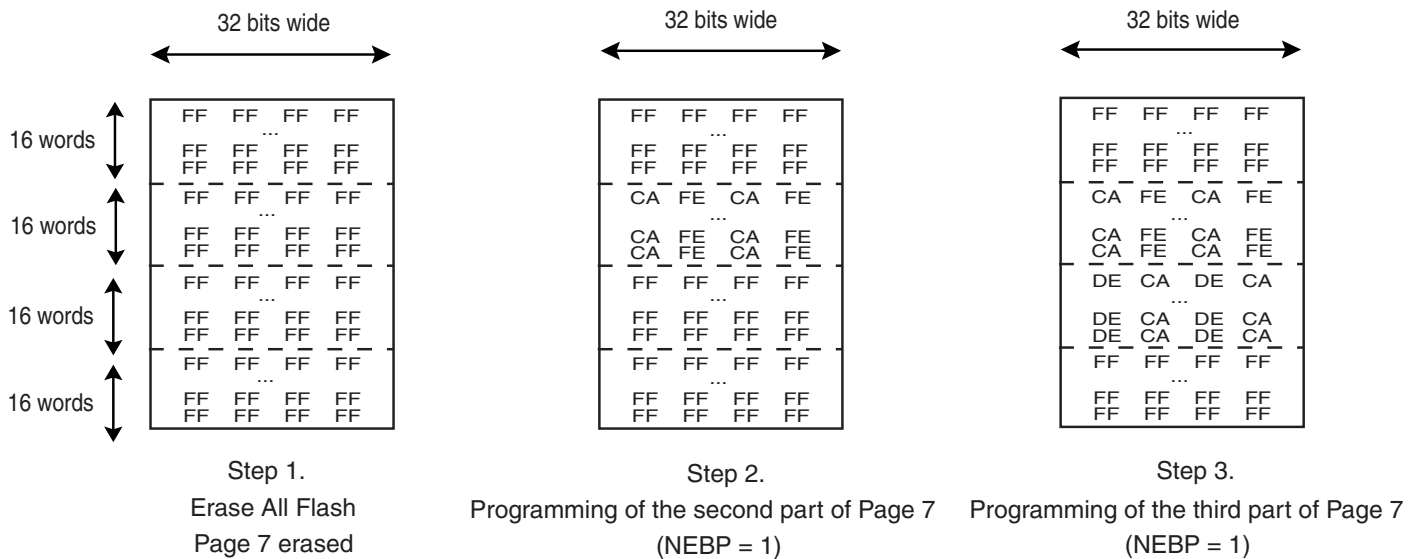 32 bits wide
32 bits wide
32 bits wide
16 words
16 words
16 words
16 words
FF FF FF FF
...
FF FF FF FF
FF FF FF FF
FF FF FF FF
...
FF FF FF FF
FF FF FF FF
FF FF FF FF
...
FF FF FF FF
FF FF FF FF
FF FF FF FF
...
FF FF FF FF
FF FF FF FF
Step 1.
Erase All Flash
Page 7 erased
FF FF FF FF
...
FF FF FF FF
FF FF FF FF
CA FE CA FE
...
CA FE CA FE
CA FE CA FE
FF FF FF FF
...
FF FF FF FF
FF FF FF FF
FF FF FF FF
...
FF FF FF FF
FF FF FF FF
Step 2.
Programming of the second part of Page 7
(NEBP = 1)
FF FF FF FF
...
FF FF FF FF
FF FF FF FF
CA FE CA FE
...
CA FE CA FE
CA FE CA FE
DE CA DE CA
...
DE CA DE CA
DE CA DE CA
FF FF FF FF
...
FF FF FF FF
FF FF FF FF
Step 3.
Programming of the third part of Page 7
(NEBP = 1)